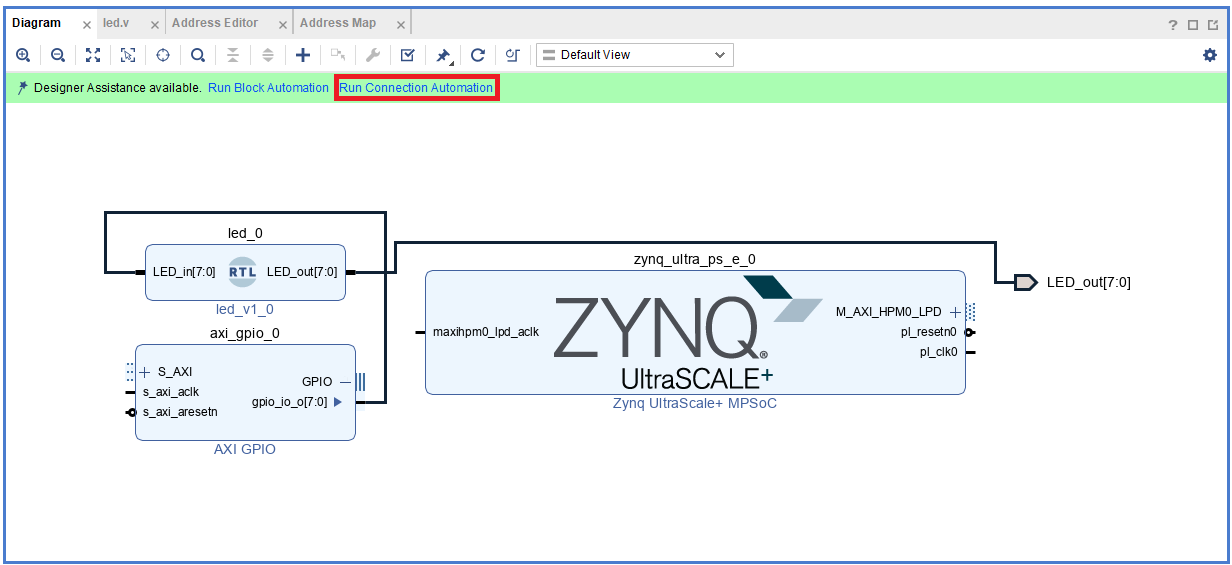 Diagram led.v Address Editor Address Map
Default View
Designer Assistance available. Run Block Automation Run Connection Automation
led_0
LED_in[7:0] RTL LED_out[7:0]
led_v1_0
axi_gpio_0
S_AXI
s_axi_aclk
s_axi_aresetn
GPIO
gpio_io_o[7:0]
AXI GPIO
zynq_ultra_ps_e_0
maxihpm0_lpd_aclk
ZYNQ®
UltraSCALE+
M_AXI_HPM0_LPD
pl_resetn0
pl_clk0
Zynq UltraScale+ MPSoC
LED_out[7:0]